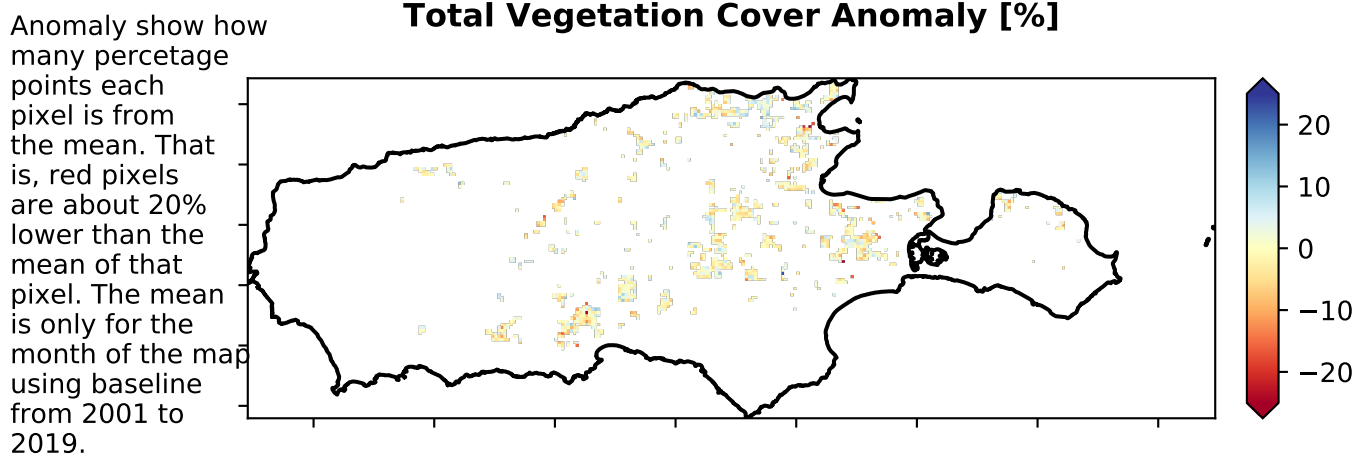 Total Vegetation Cover Anomaly [%]
Anomaly show how
many percetage
points each
pixel is from
the mean. That
is, red pixels
are about 20%
lower than the
mean of that
pixel. The mean
is only for the
month of the map
using baseline
from 2001 to
2019.
20
10
0
−10
−20